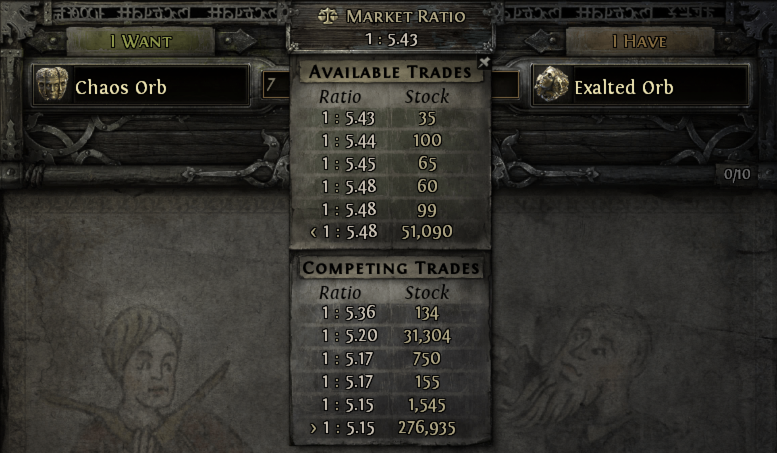 MARKET RATIO
1 : 5.43
I WANT
I HAVE
Chaos Orb
7
Exalted Orb
0/10
AVAILABLE TRADES
Ratio Stock
1 : 5.43 35
1 : 5.44 100
1 : 5.45 65
1 : 5.48 60
1 : 5.48 99
< 1 : 5.48 51,090
COMPETING TRADES
Ratio Stock
1 : 5.36 134
1 : 5.20 31,304
1 : 5.17 750
1 : 5.17 155
1 : 5.15 1,545
> 1 : 5.15 276,935